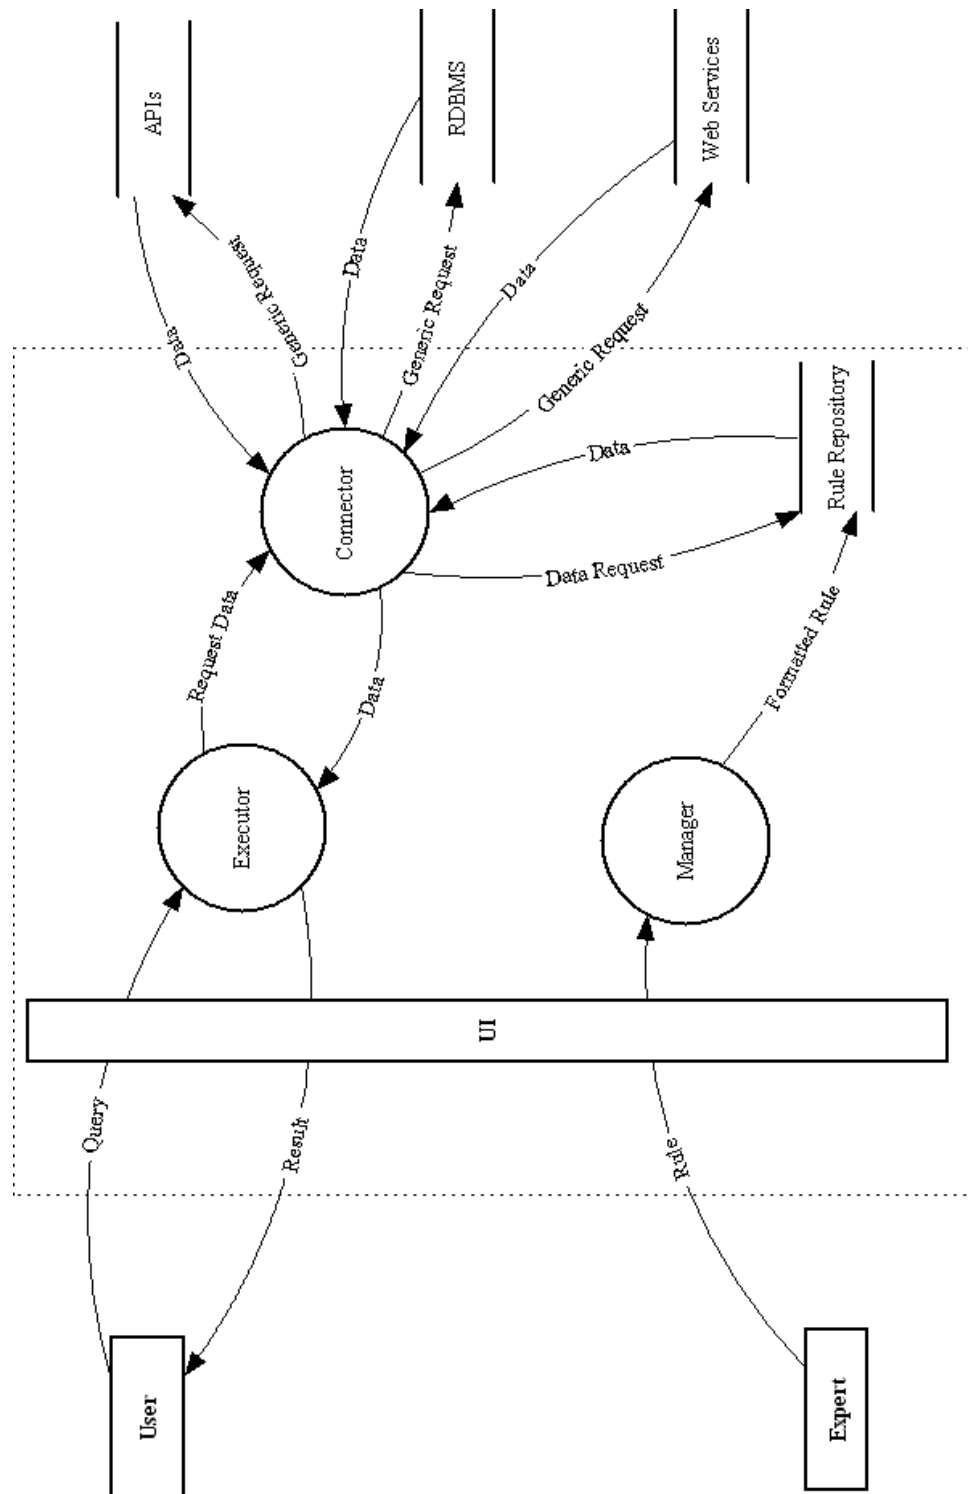 APIs
RDBMS
Web Services
Data
Generic Request
Data
Generic Request
Data
Generic Request
Connector
Data
Data Request
Rule Repository
Request Data
Data
Formatted Rule
Executor
Manager
UI
Query
Result
Rule
User
Expert